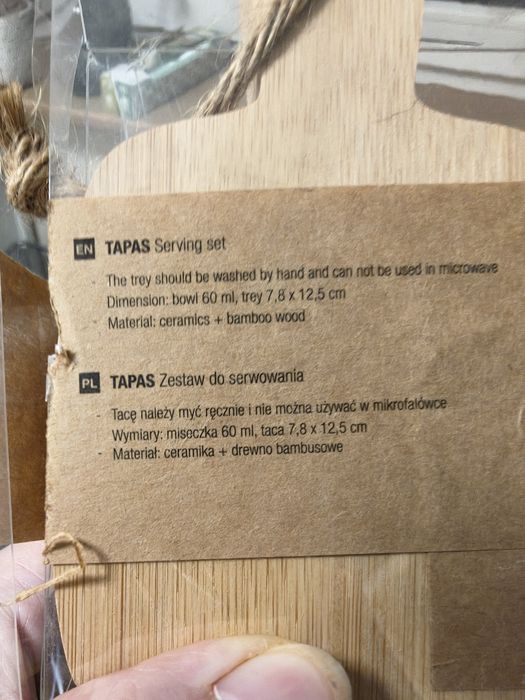 EN TAPAS Serving set
- The trey should be washed by hand and can not be used in microwave
Dimension: bowl 60 ml, trey 7,8 x 12,5 cm
- Material: ceramics + bamboo wood
PL TAPAS Zestaw do serwowania
- Tacę należy myć ręcznie i nie można używać w mikrofalówce
Wymiary: miseczka 60 ml, taca 7,8 x 12,5 cm
- Materiał: ceramika + drewno bambusowe